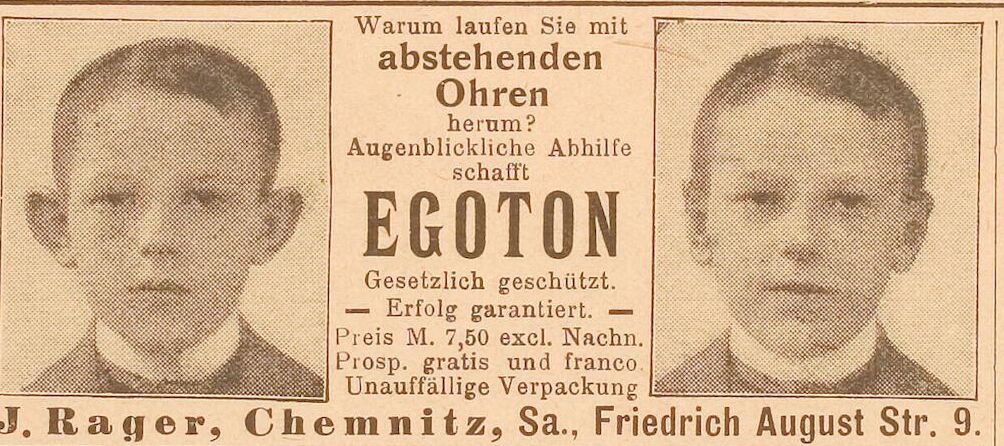 Warum laufen Sie mit
abstehenden
Ohren
herum?
Augenblickliche Abhilfe
schafft
EGOTON
Gesetzlich geschützt.
— Erfolg garantiert. —
Preis M. 7,50 excl. Nachn.
Prosp. gratis und franco.
Unauffällige Verpackung
J. Rager, Chemnitz, Sa., Friedrich August Str. 9.